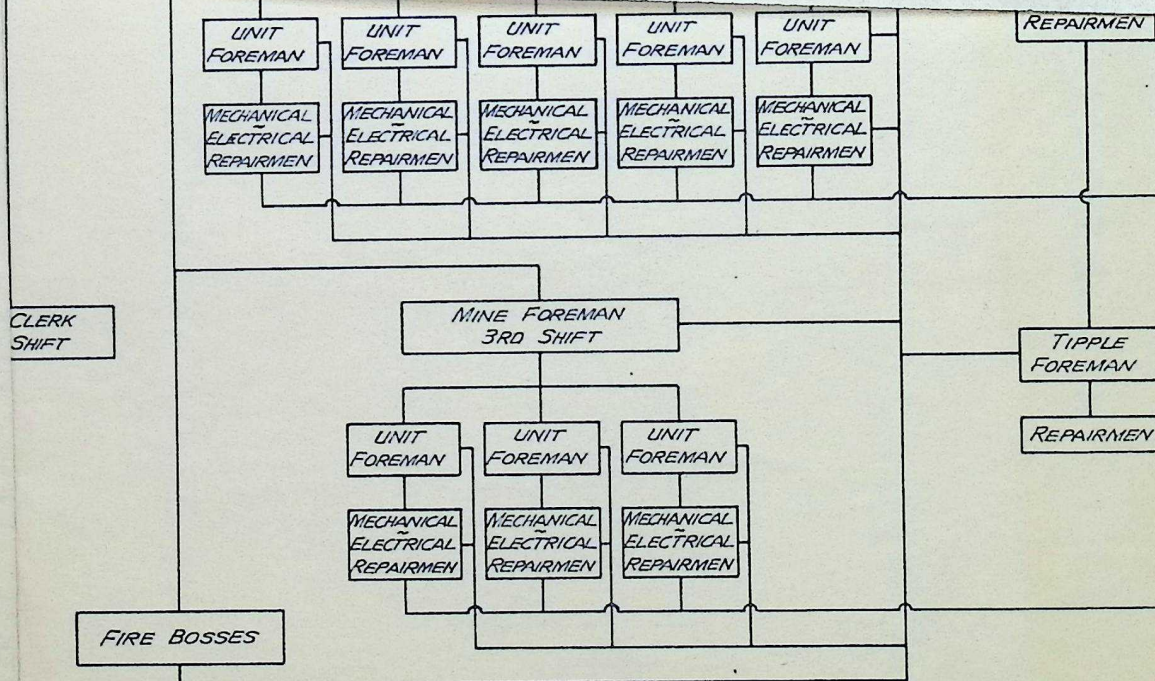 UNIT
FOREMAN
UNIT
FOREMAN
UNIT
FOREMAN
UNIT
FOREMAN
UNIT
FOREMAN
REPAIRMEN
MECHANICAL
~
ELECTRICAL
REPAIRMEN
MECHANICAL
~
ELECTRICAL
REPAIRMEN
MECHANICAL
~
ELECTRICAL
REPAIRMEN
MECHANICAL
~
ELECTRICAL
REPAIRMEN
MECHANICAL
~
ELECTRICAL
REPAIRMEN
CLERK
SHIFT
MINE FOREMAN
3RD SHIFT
TIPPLE
FOREMAN
UNIT
FOREMAN
UNIT
FOREMAN
UNIT
FOREMAN
REPAIRMEN
MECHANICAL
~
ELECTRICAL
REPAIRMEN
MECHANICAL
~
ELECTRICAL
REPAIRMEN
MECHANICAL
~
ELECTRICAL
REPAIRMEN
FIRE BOSSES